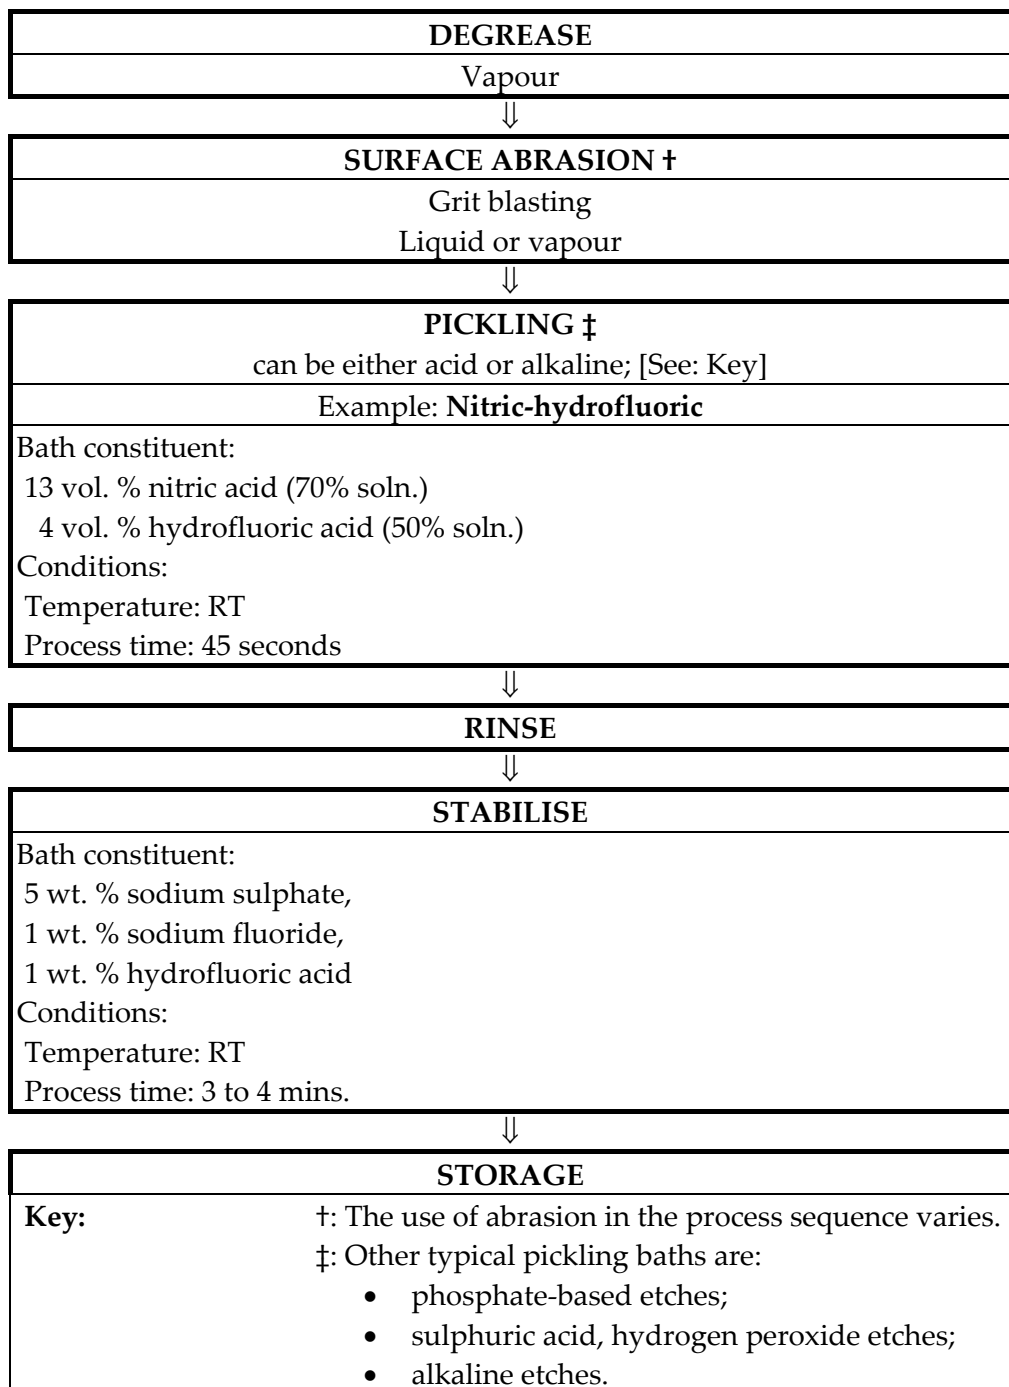 DEGREASE
Vapour
⇓
SURFACE ABRASION †
Grit blasting
Liquid or vapour
⇓
PICKLING ‡
can be either acid or alkaline; [See: Key]
Example: Nitric-hydrofluoric
Bath constituent:
13 vol. % nitric acid (70% soln.)
4 vol. % hydrofluoric acid (50% soln.)
Conditions:
Temperature: RT
Process time: 45 seconds
⇓
RINSE
⇓
STABILISE
Bath constituent:
5 wt. % sodium sulphate,
1 wt. % sodium fluoride,
1 wt. % hydrofluoric acid
Conditions:
Temperature: RT
Process time: 3 to 4 mins.
⇓
STORAGE
Key: †: The use of abrasion in the process sequence varies.
‡: Other typical pickling baths are:
• phosphate-based etches;
• sulphuric acid, hydrogen peroxide etches;
• alkaline etches.